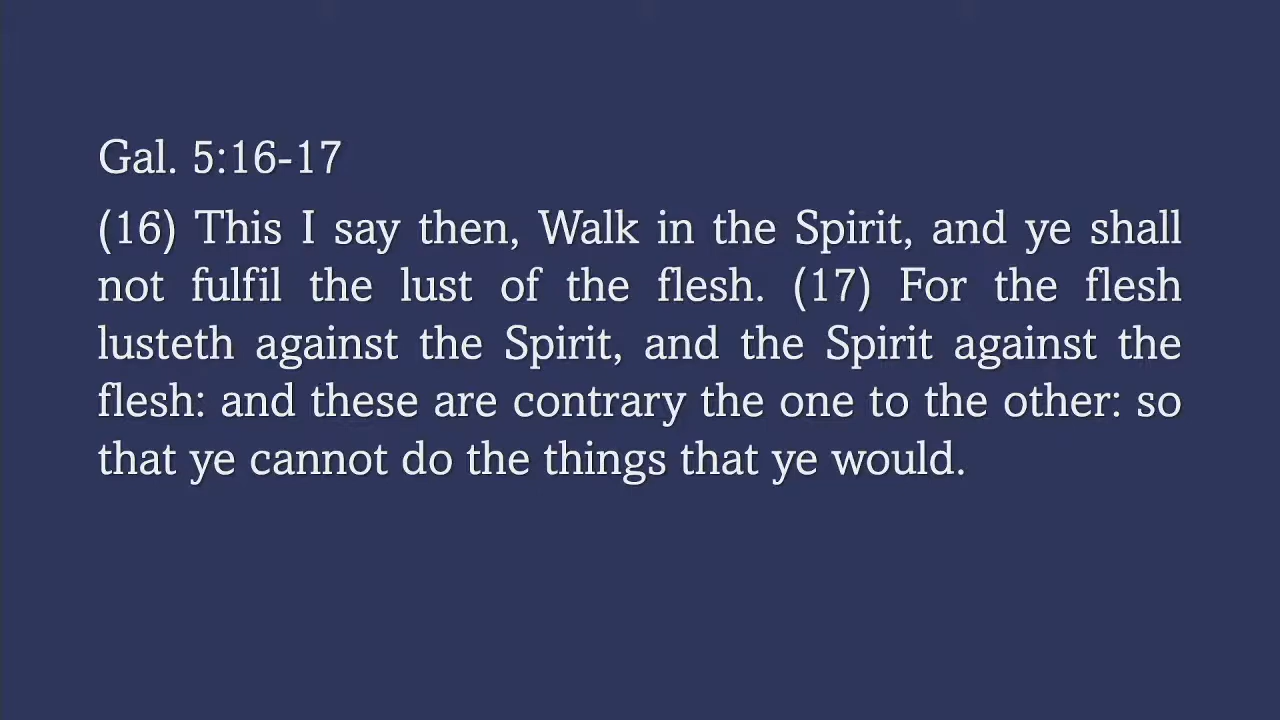 Gal. 5:16-17
(16) This I say then, Walk in the Spirit, and ye shall
not fulfil the lust of the flesh. (17) For the flesh
lusteth against the Spirit, and the Spirit against the
flesh: and these are contrary the one to the other: so
that ye cannot do the things that ye would.